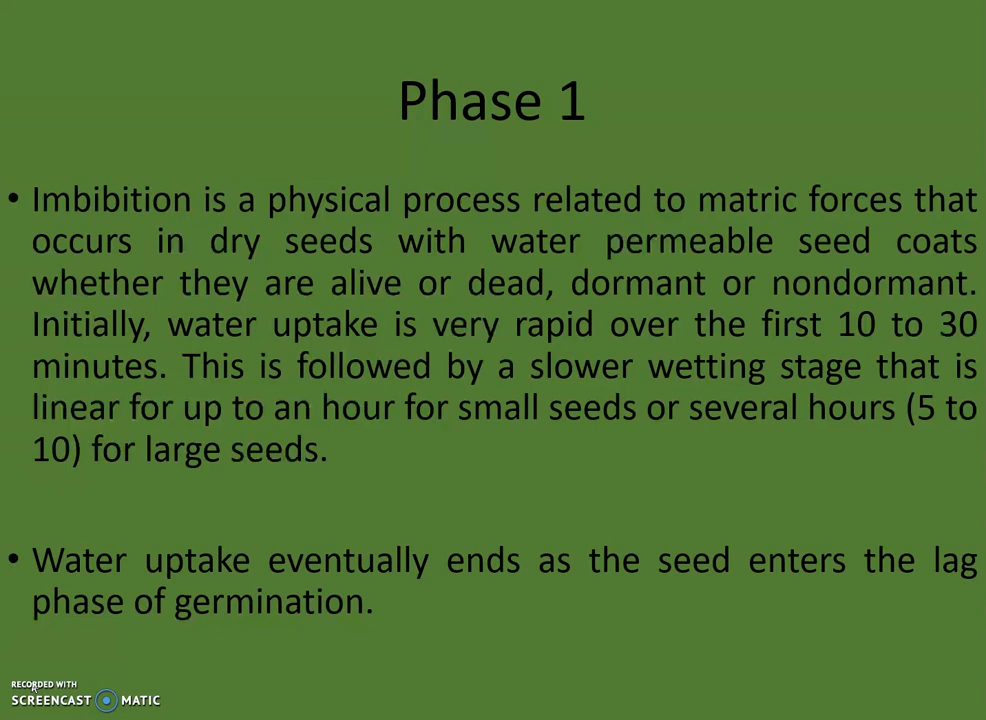 Phase 1
• Imbibition is a physical process related to matric forces that
occurs in dry seeds with water permeable seed coats
whether they are alive or dead, dormant or nondormant.
Initially, water uptake is very rapid over the first 10 to 30
minutes. This is followed by a slower wetting stage that is
linear for up to an hour for small seeds or several hours (5 to
10) for large seeds.
• Water uptake eventually ends as the seed enters the lag
phase of germination.
RECORDED WITH
SCREENCAST MATIC